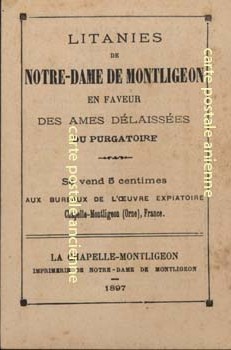 LITANIES
DE
NOTRE-DAME DE MONTLIGEON
EN FAVEUR
DES AMES DÉLAISSÉES
DU PURGATOIRE
Se vend 5 centimes
AUX BUREAUX DE L'ŒUVRE EXPIATOIRE
Chapelle-Montligeon (Orne), France.
LA CHAPELLE-MONTLIGEON
IMPRIMERIE DE NOTRE-DAME DE MONTLIGEON
1897
carte postale ancienne
carte postale ancienne